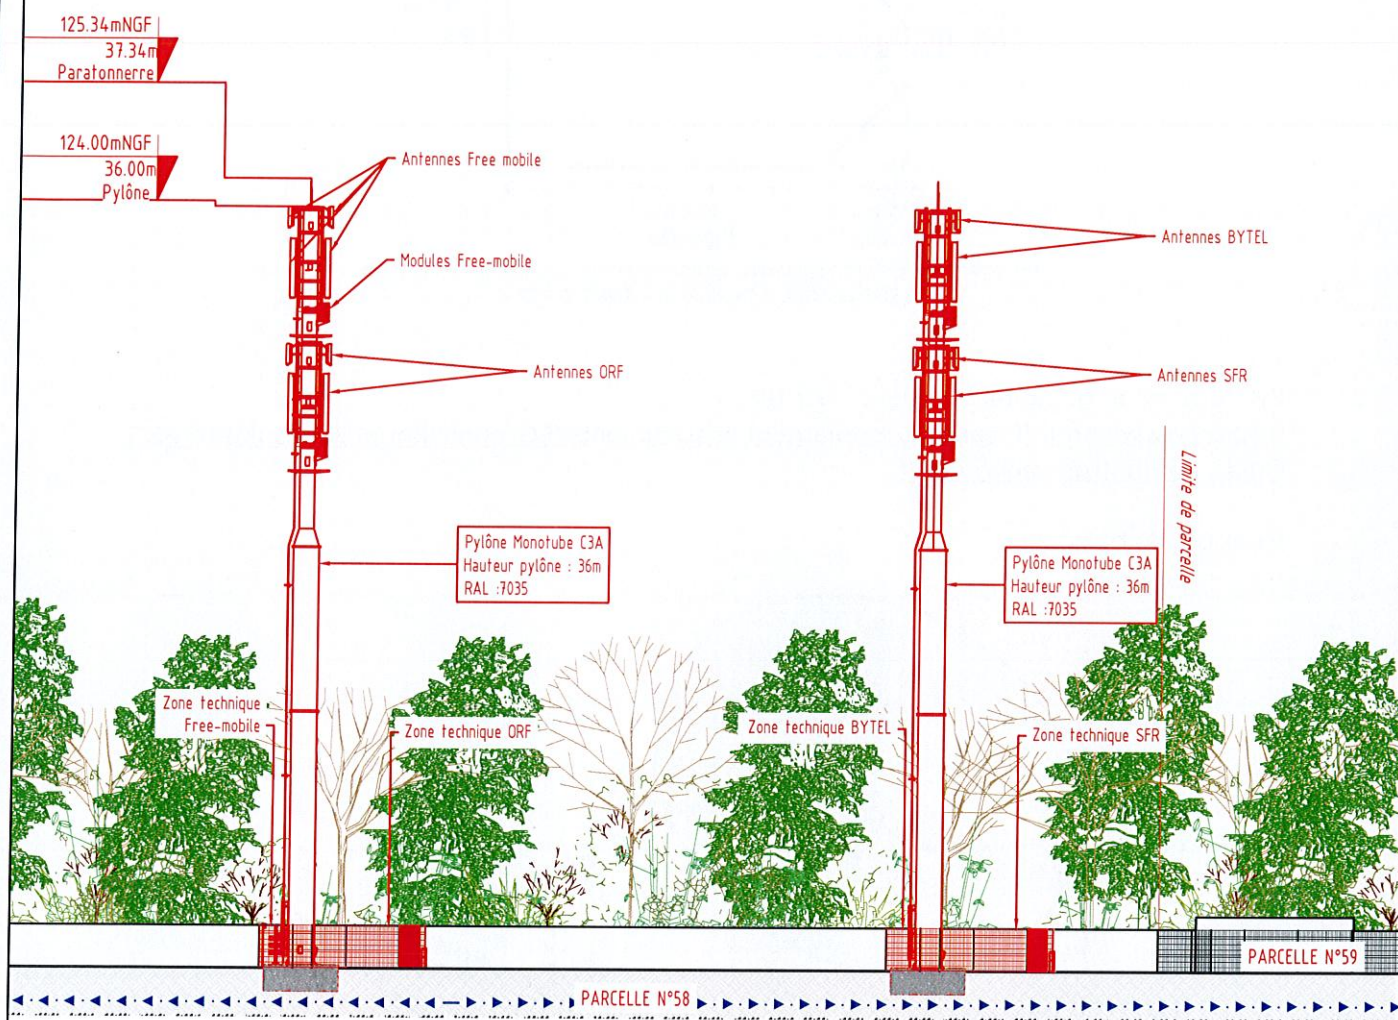 125.34mNGF
37.34m
Paratonnerre
124.00mNGF
36.00m
Pylône
Antennes Free mobile
Modules Free-mobile
Antennes ORF
Antennes BYTEL
Antennes SFR
Limite de parcelle
Pylône Monotube C3A
Hauteur pylône : 36m
RAL :7035
Pylône Monotube C3A
Hauteur pylône : 36m
RAL :7035
Zone technique
Free-mobile
Zone technique ORF
Zone technique BYTEL
Zone technique SFR
PARCELLE N°59
PARCELLE N°58